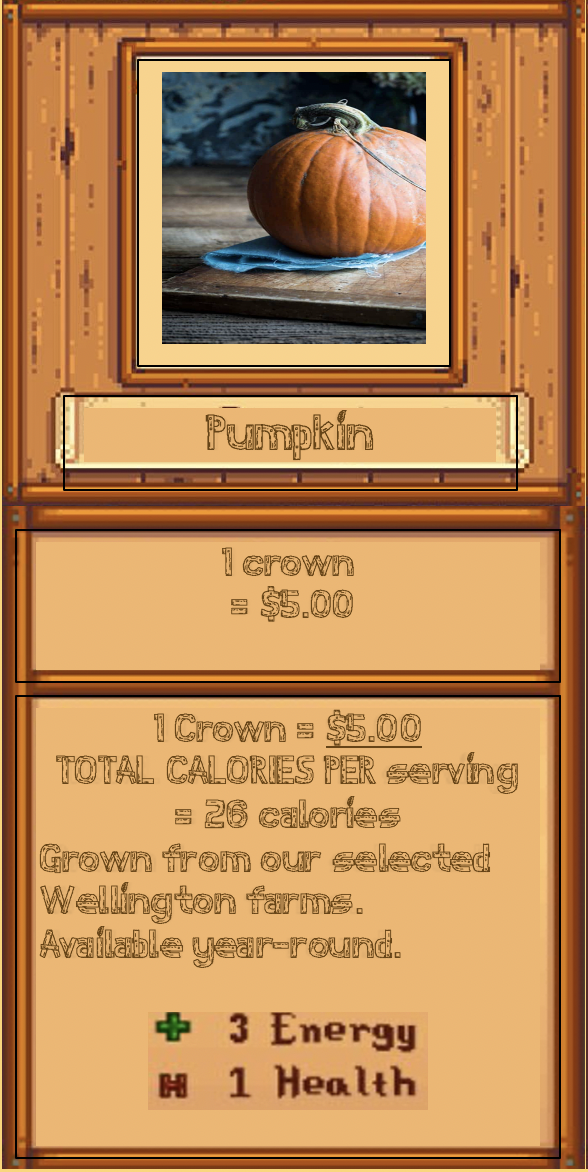 Pumpkin
1 crown
= $5.00
1 Crown = $5.00
TOTAL CALORIES PER serving
= 26 calories
Grown from our selected
Wellington farms.
Available year-round.
3 Energy
1 Health